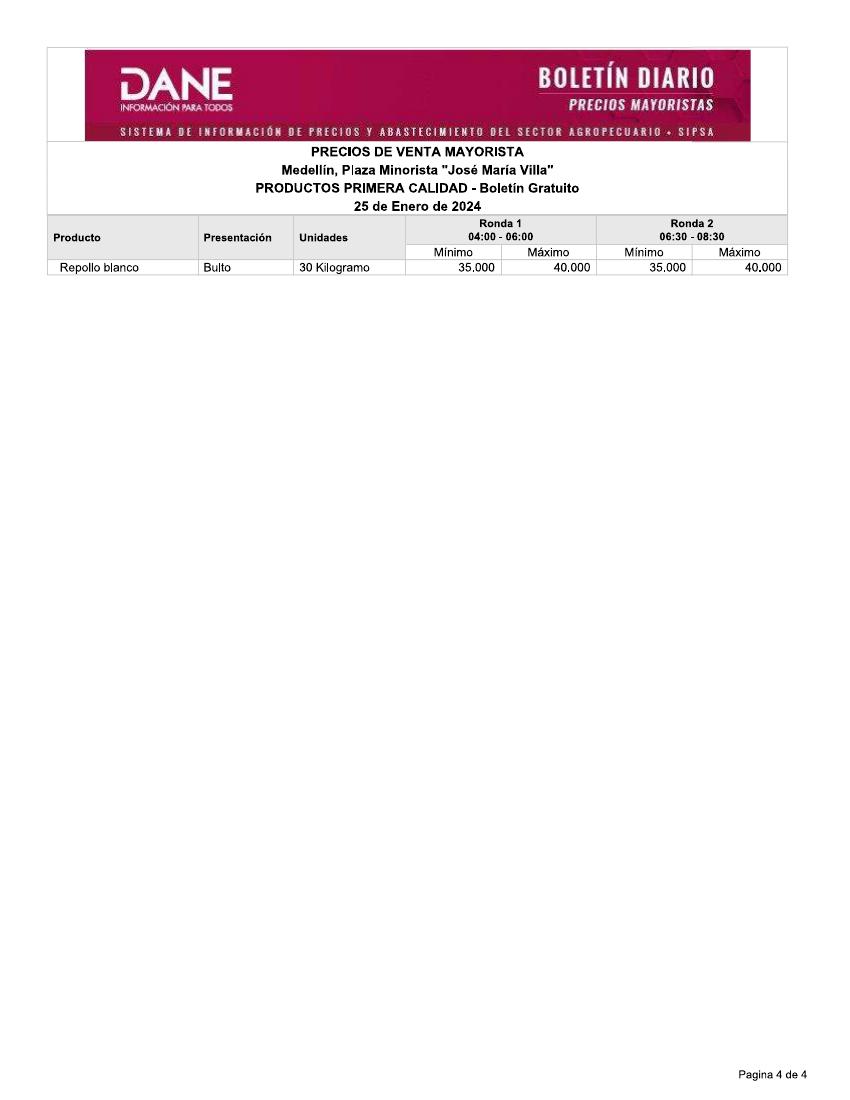 DANE
INFORMACIÓN PARA TODOS
BOLETÍN DIARIO
PRECIOS MAYORISTAS
SISTEMA DE INFORMACIÓN DE PRECIOS Y ABASTECIMIENTO DEL SECTOR AGROPECUARIO • SIPSA
PRECIOS DE VENTA MAYORISTA
Medellín, Plaza Minorista "José María Villa"
PRODUCTOS PRIMERA CALIDAD - Boletín Gratuito
25 de Enero de 2024
Producto Presentación Unidades Ronda 1 Ronda 2
04:00 - 06:00 06:30 - 08:30
Mínimo Máximo Mínimo Máximo
Repollo blanco Bulto 30 Kilogramo 35.000 40.000 35.000 40.000
Pagina 4 de 4